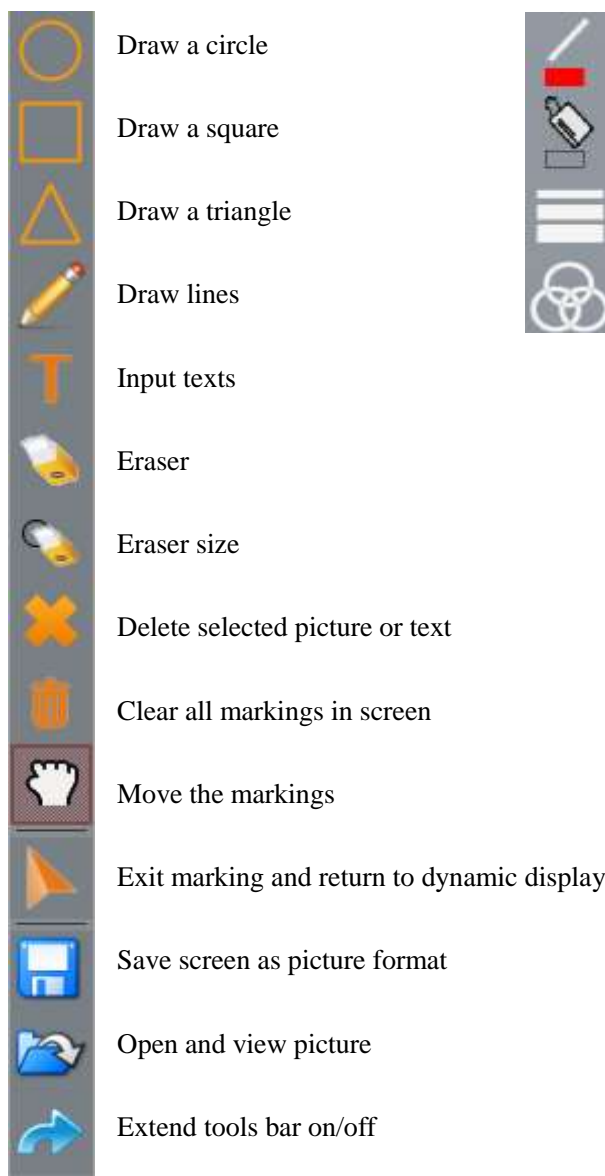 Draw a circle
Draw a square
Draw a triangle
Draw lines
Input texts
Eraser
Eraser size
Delete selected picture or text
Clear all markings in screen
Move the markings
Exit marking and return to dynamic display
Save screen as picture format
Open and view picture
Extend tools bar on/off